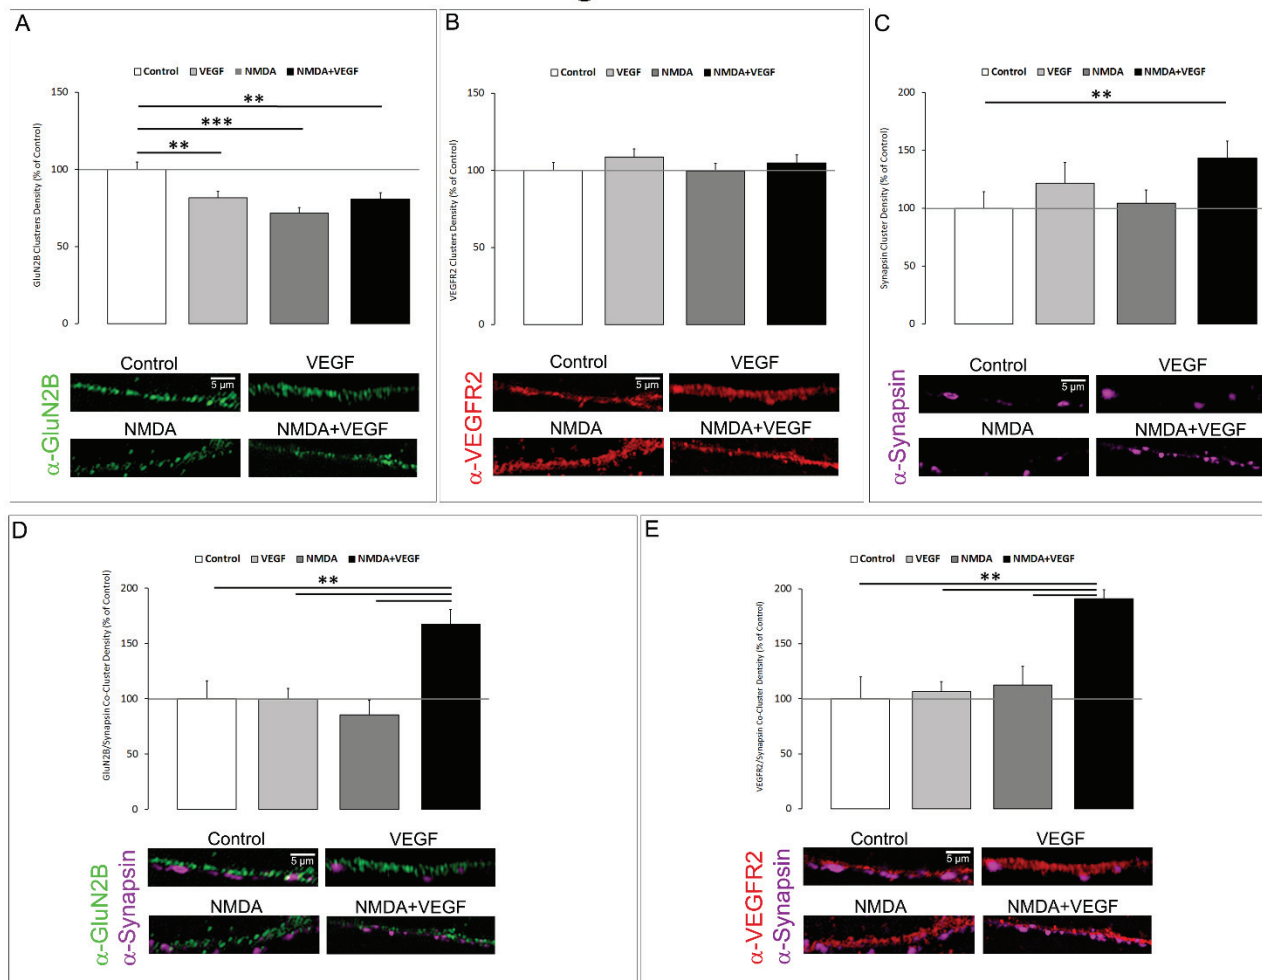 A
Control VEGF NMDA NMDA+VEGF
**
***
**
150
100
50
0
GluN2B Clustrers Density (% of Control)
Control VEGF
5 µm
NMDA NMDA+VEGF
α-GluN2B
B
Control VEGF NMDA NMDA+VEGF
150
100
50
0
VEGFR2 Clusters Density (% of Control)
Control VEGF
5 µm
NMDA NMDA+VEGF
α-VEGFR2
C
Control VEGF NMDA NMDA+VEGF
**
200
150
100
50
0
Synapsin Cluster Density (% of Control)
Control VEGF
5 µm
NMDA NMDA+VEGF
α-Synapsin
D
Control VEGF NMDA NMDA+VEGF
**
200
150
100
50
0
GluN2B/Synapsin Co-Cluster Density (% of Control)
Control VEGF
5 µm
NMDA NMDA+VEGF
α-GluN2B
α-Synapsin
E
Control VEGF NMDA NMDA+VEGF
**
200
150
100
50
0
VEGFR2/Synapsin Co-Cluster Dentsity (% of Control)
Control VEGF
5 µm
NMDA NMDA+VEGF
α-VEGFR2
α-Synapsin